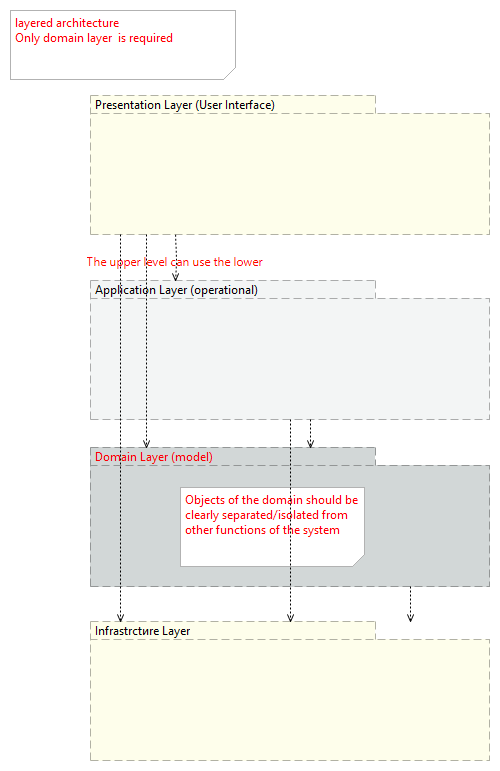 layered architecture
Only domain layer  is required
Presentation Layer (User Interface)
The upper level can use the lower
Application Layer (operational)
Domain Layer (model)
Objects of the domain should be
clearly separated/isolated from
other functions of the system
Infrastrctиre Layer